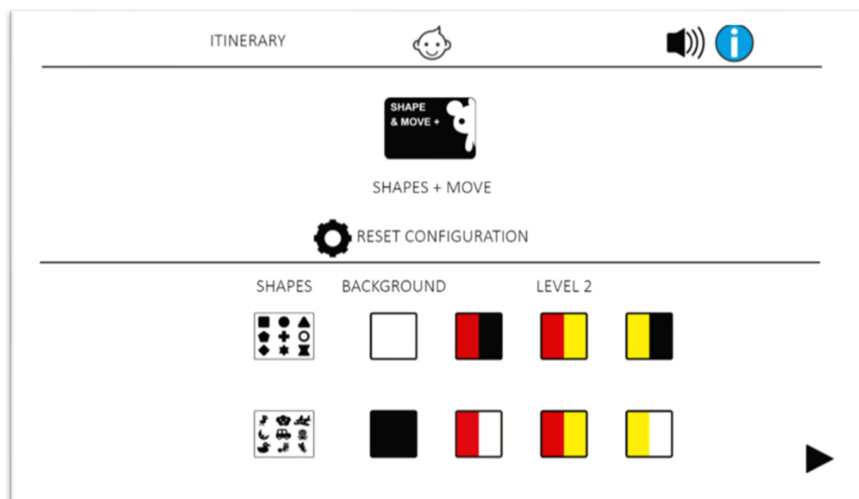 ITINERARY
SHAPE
& MOVE +
SHAPES + MOVE
RESET CONFIGURATION
SHAPES BACKGROUND LEVEL 2